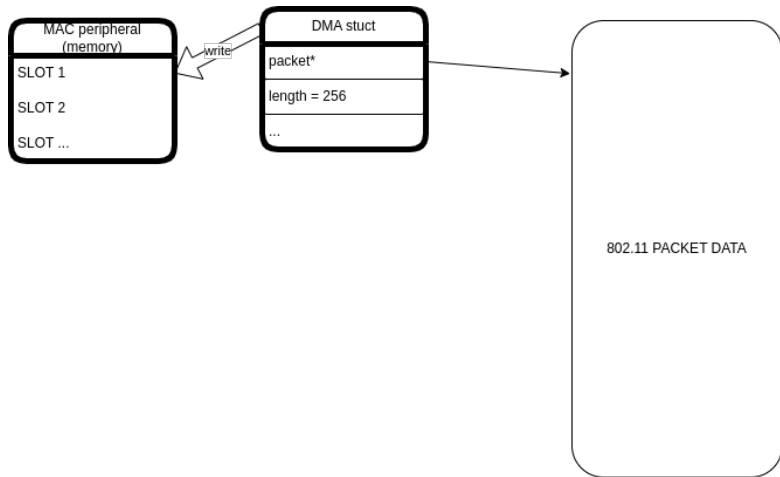 MAC peripheral
(memory)
SLOT 1
SLOT 2
SLOT ...
write
DMA stuct
packet*
length = 256
...
802.11 PACKET DATA